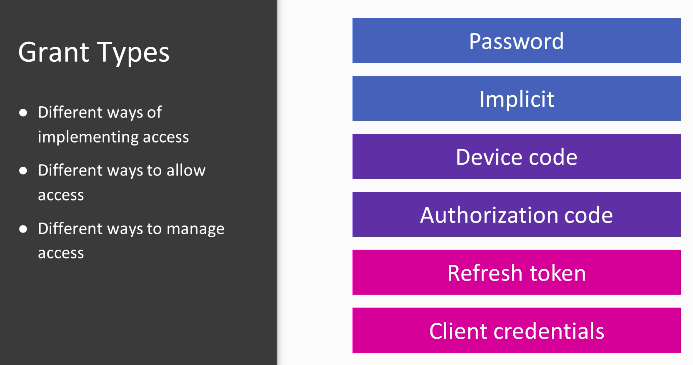 Grant Types
● Different ways of
implementing access
● Different ways to allow
access
● Different ways to manage
access
Password
Implicit
Device code
Authorization code
Refresh token
Client credentials